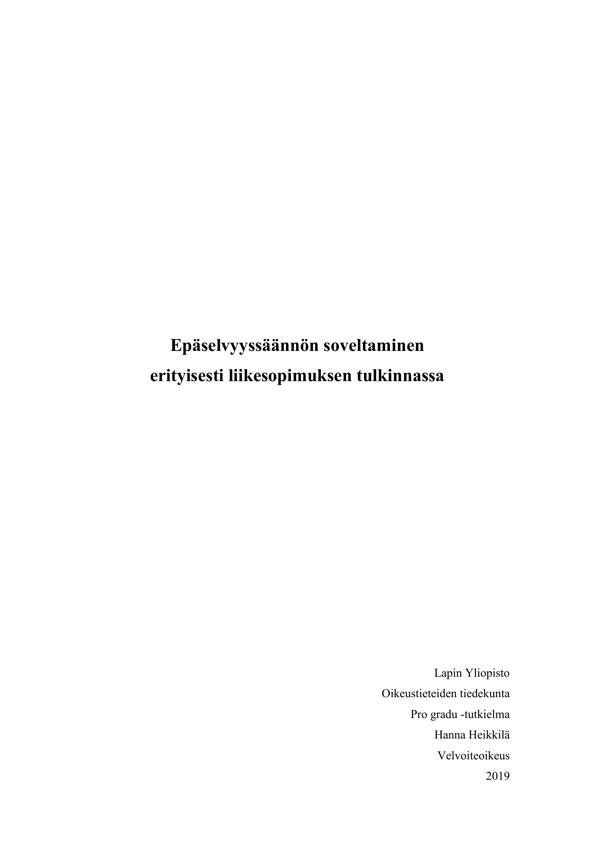 Epäselvyyssäännön soveltaminen
erityisesti liikesopimuksen tulkinnassa
Lapin Yliopisto
Oikeustieteiden tiedekunta
Pro gradu -tutkielma
Hanna Heikkilä
Velvoiteoikeus
2019